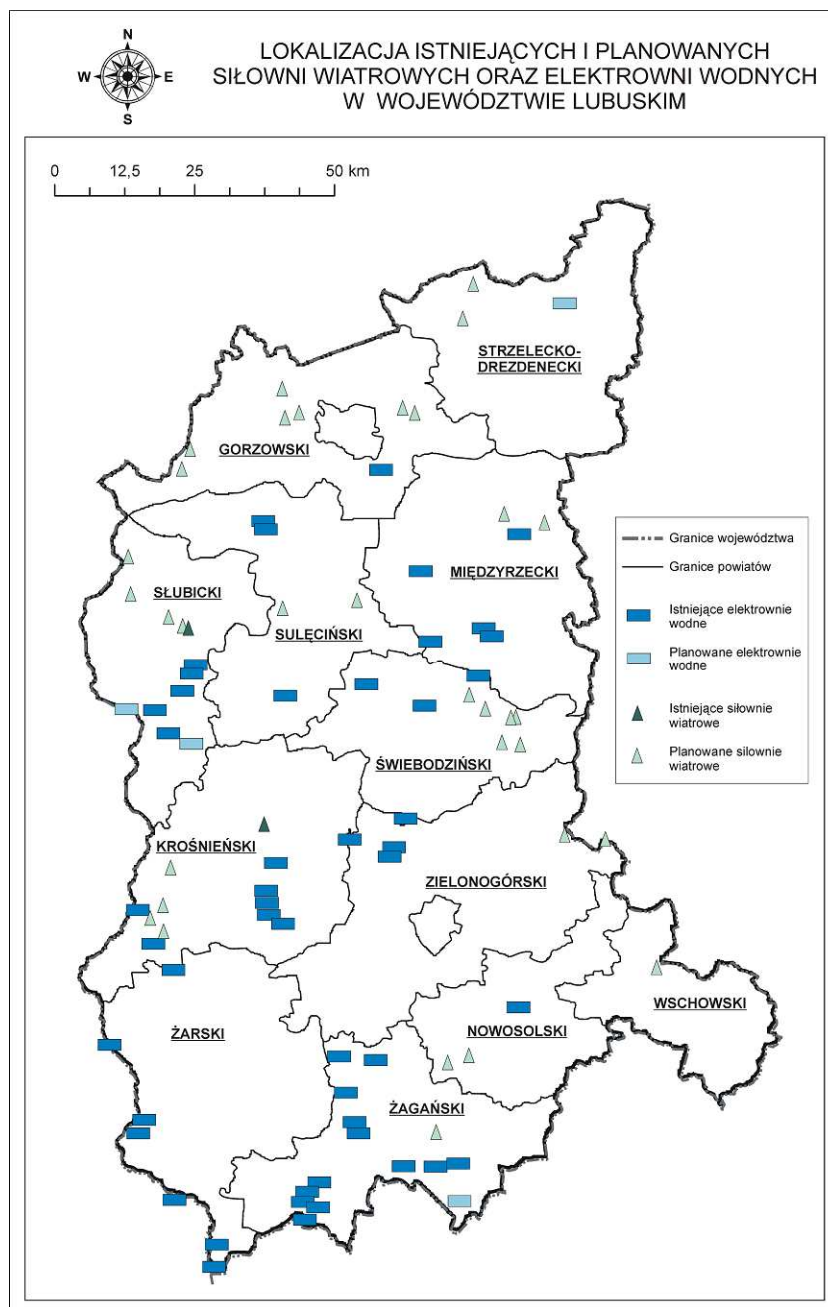 N
W E
S
LOKALIZACJA ISTNIEJĄCYCH I PLANOWANYCH
SIŁOWNI WIATROWYCH ORAZ ELEKTROWNI WODNYCH
W WOJEWÓDZTWIE LUBUSKIM
0 12,5 25 50 km
STRZELECKO-
DREZDENECKI
GORZOWSKI
MIĘDZYRZECKI
SŁUBICKI
SULĘCIŃSKI
ŚWIEBODZIŃSKI
KROŚNIEŃSKI
ZIELONOGÓRSKI
WSCHOWSKI
NOWOSOLSKI
ŻARSKI
ŻAGAŃSKI
Granice województwa
Granice powiatów
Istniejące elektrownie
wodne
Planowane elektrownie
wodne
Istniejące siłownie
wiatrowe
Planowane silownie
wiatrowe